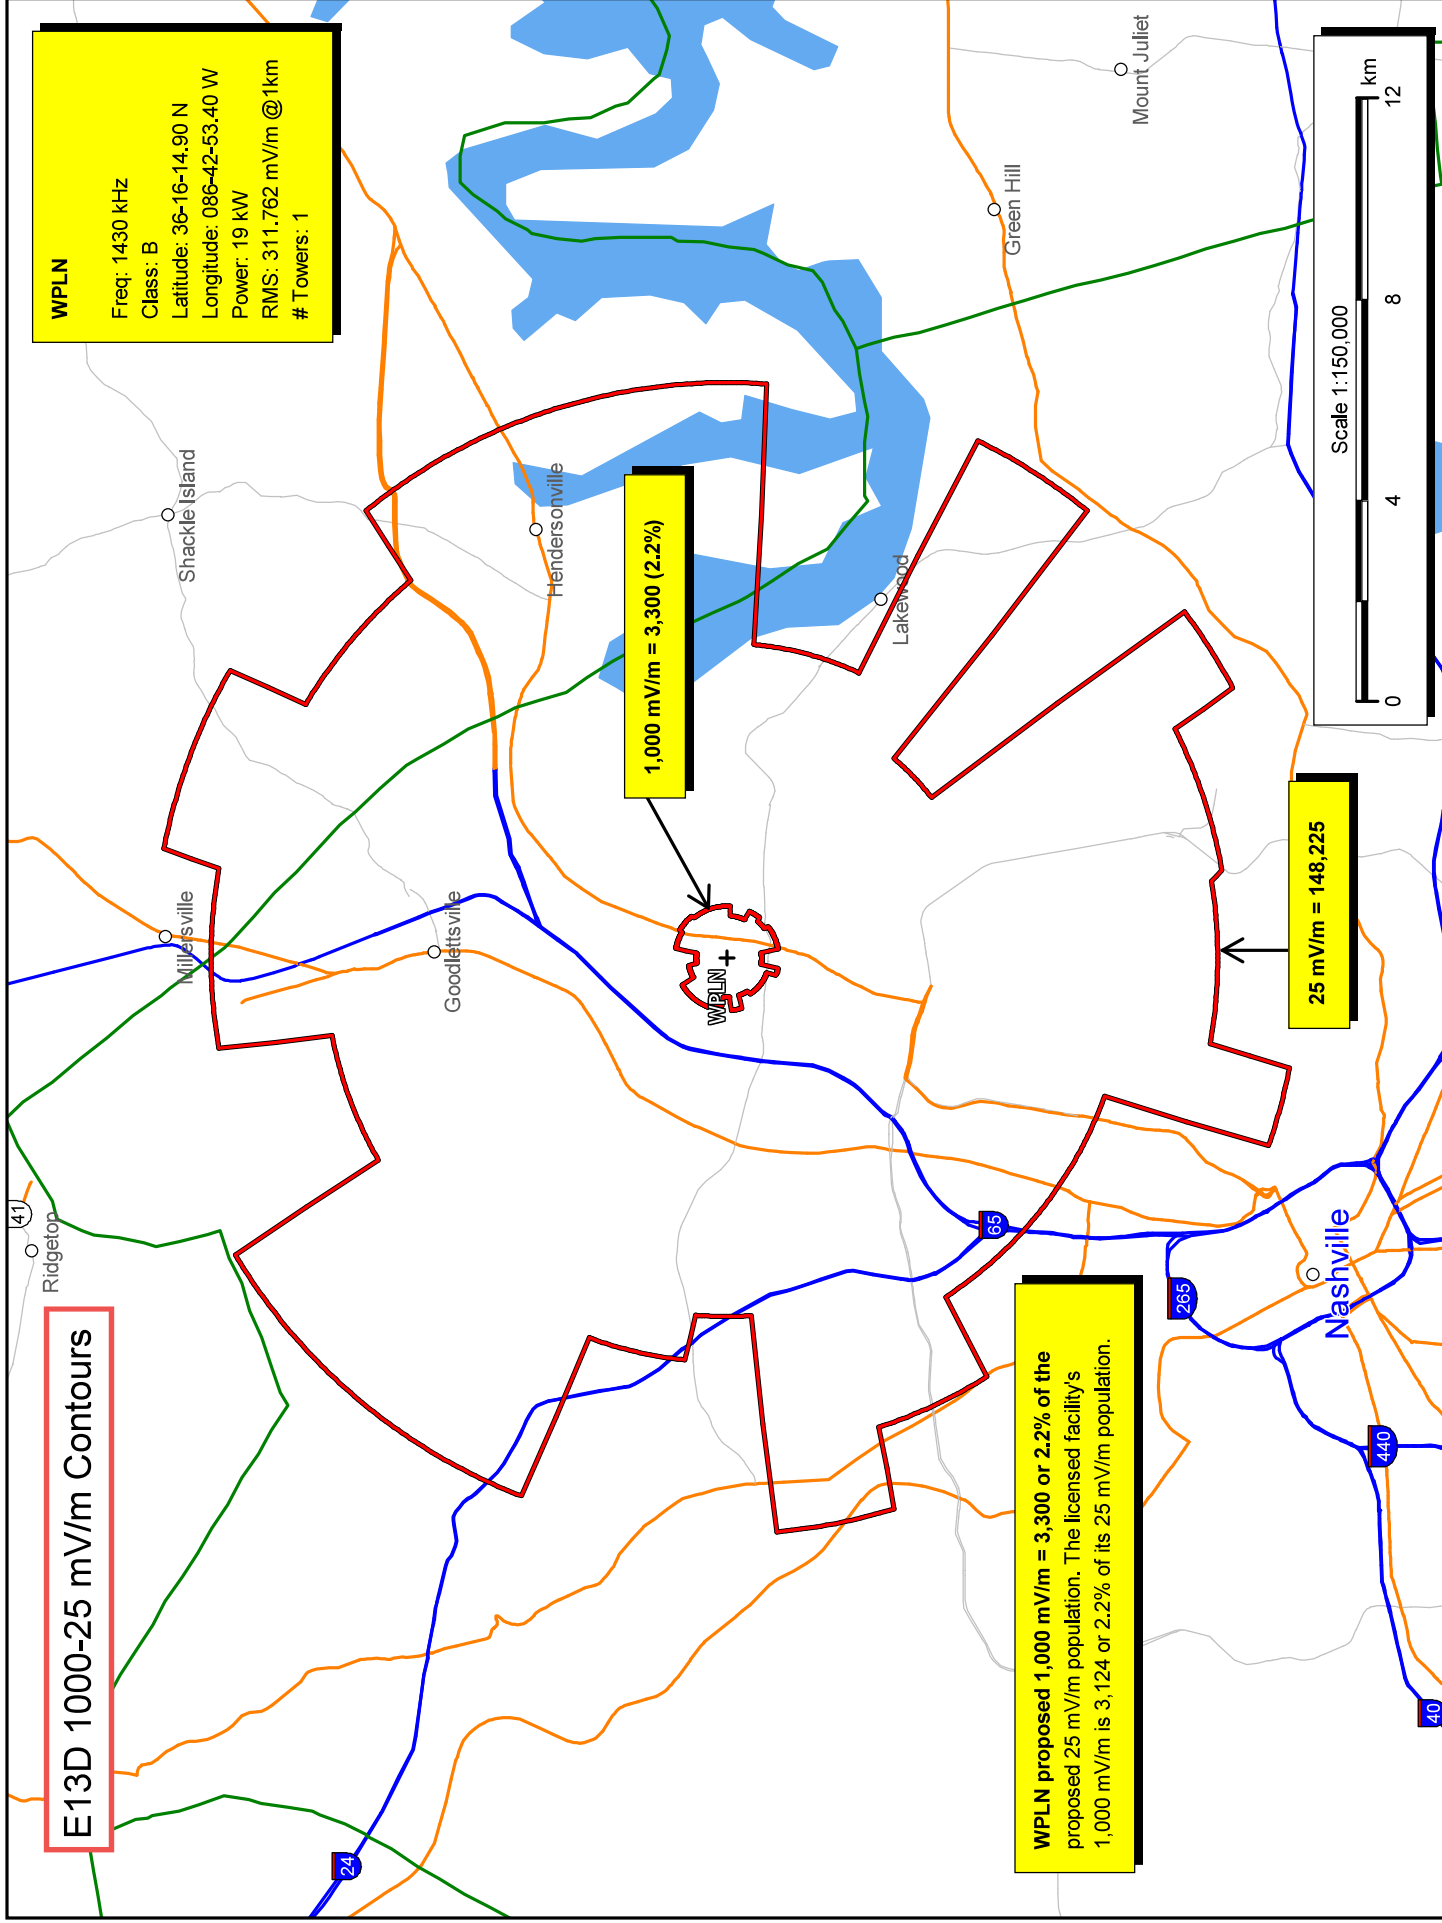 E13D 1000-25 mV/m Contours
WPLN
Freq: 1430 kHz
Class: B
Latitude: 36-16-14.90 N
Longitude: 086-42-53.40 W
Power: 19 kW
RMS: 311.762 mV/m @1km
# Towers: 1
41
Ridgetop
Millersville
Shackle Island
Goodlettsville
Hendersonville
24
1,000 mV/m = 3,300 (2.2%)
WPLN
Lakewood
65
Green Hill
Mount Juliet
265
Nashville
440
40
25 mV/m = 148,225
WPLN proposed 1,000 mV/m = 3,300 or 2.2% of the
proposed 25 mV/m population. The licensed facility's
1,000 mV/m is 3,124 or 2.2% of its 25 mV/m population.
Scale 1:150,000
0 4 8 12
km